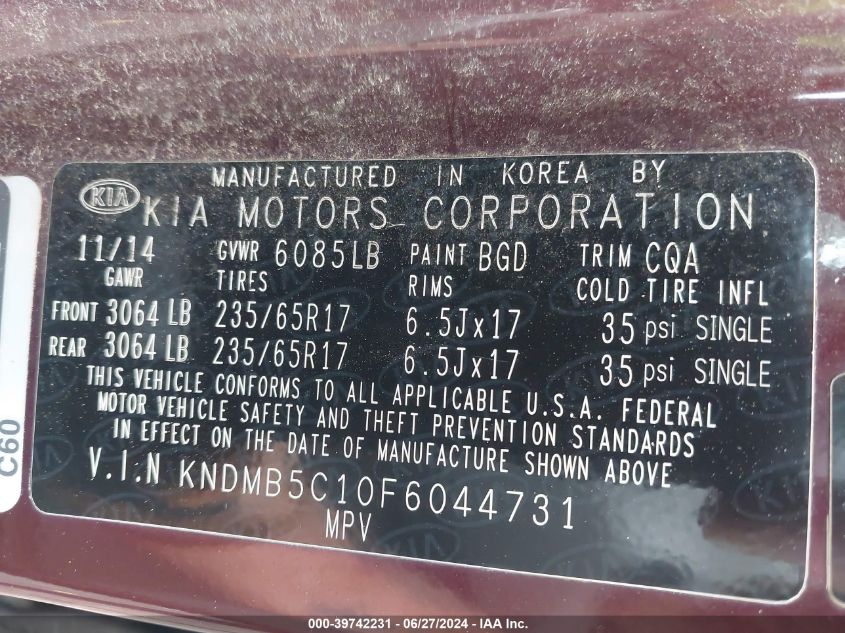 MANUFACTURED IN KOREA BY
KIA KIA MOTORS CORPORATION
11/14 GVWR 6085LB PAINT BGD TRIM CQA
GAWR TIRES RIMS COLD TIRE INFL
FRONT 3064 LB 235/65R17 6.5Jx17 35 psi SINGLE
REAR 3064 LB 235/65R17 6.5Jx17 35 psi SINGLE
THIS VEHICLE CONFORMS TO ALL APPLICABLE U.S.A. FEDERAL
MOTOR VEHICLE SAFETY AND THEFT PREVENTION STANDARDS
IN EFFECT ON THE DATE OF MANUFACTURE SHOWN ABOVE
V.I.N KNDMB5C10F6044731
MPV
C60
000-39742231 - 06/27/2024 - IAA Inc.